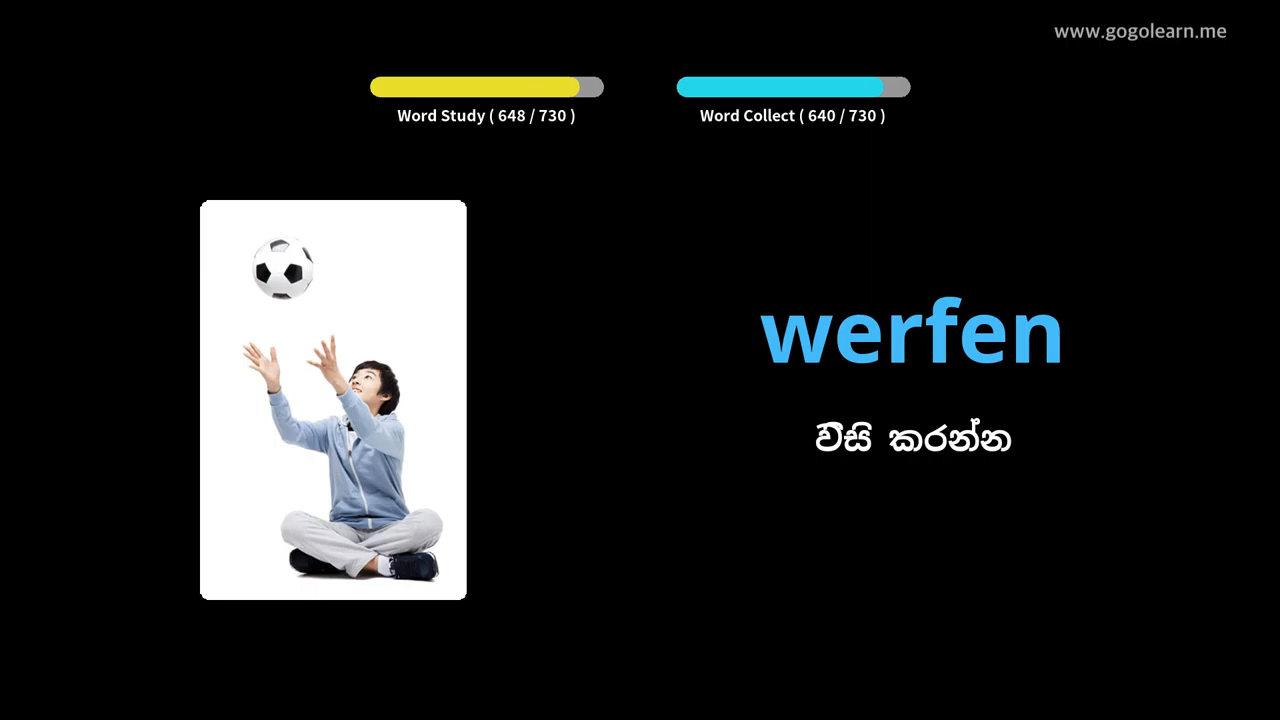 www.gogolearn.me
Word Study ( 648 / 730 )
Word Collect ( 640 / 730 )
werfen
වීසි කරන්න